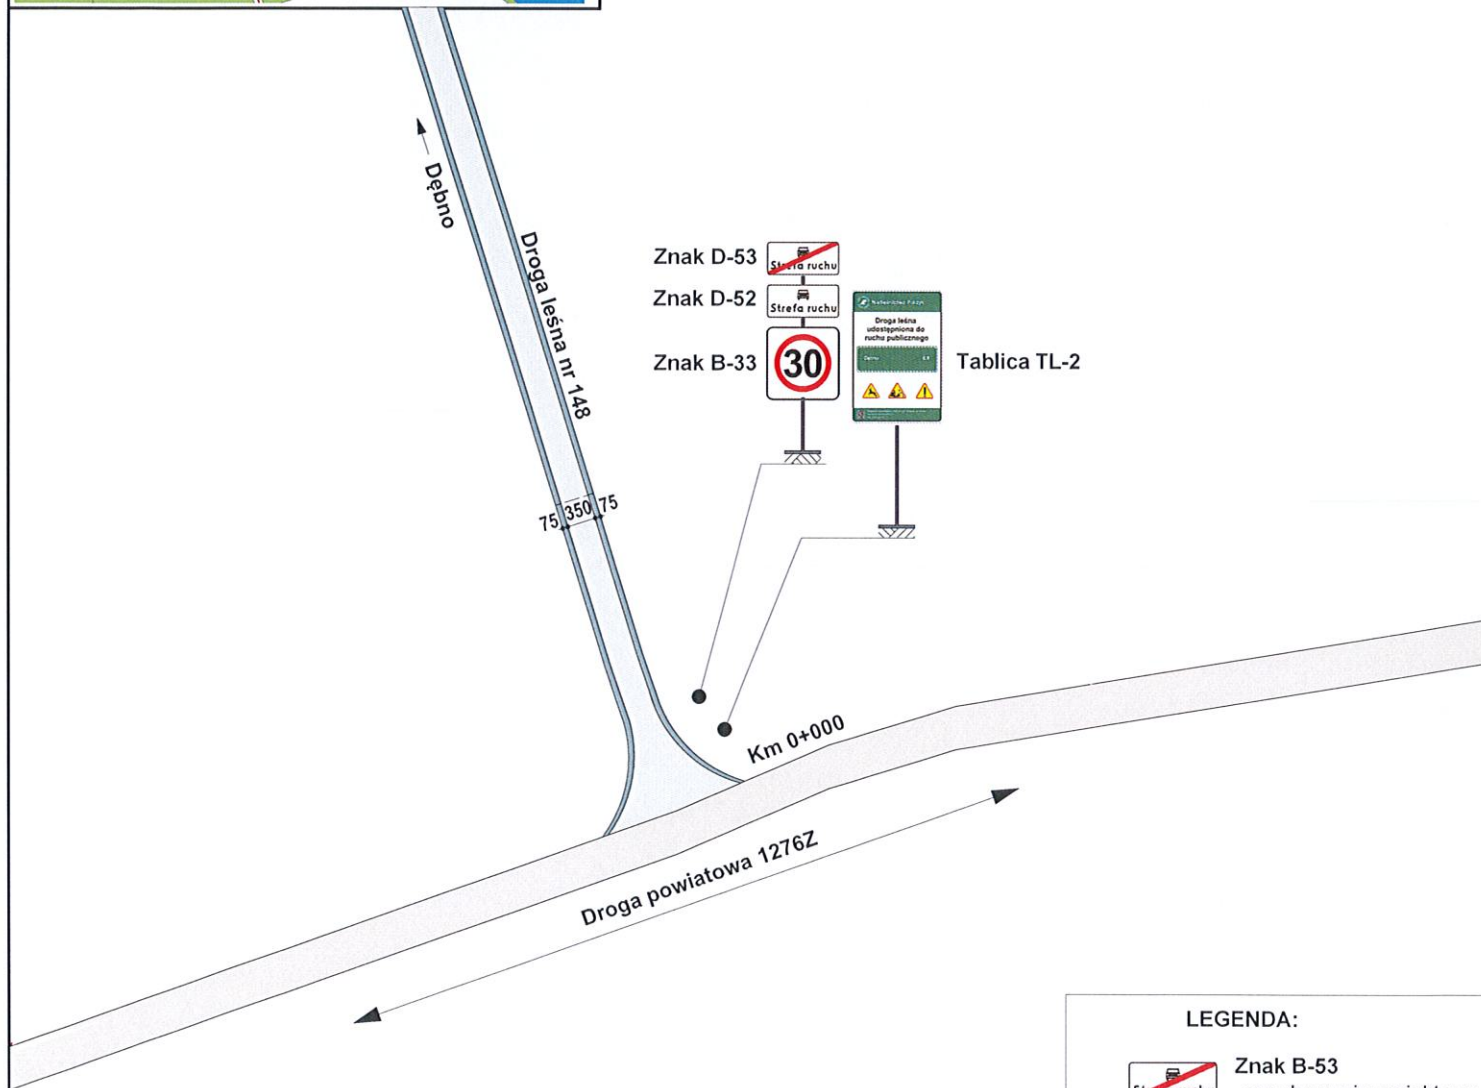 Dębno
Droga leśna nr 148
Znak D-53
Strefa ruchu
Znak D-52
Strefa ruchu
Znak B-33
30
Nadleśnictwo
Droga leśna
udostępniona do
ruchu publicznego
Tablica TL-2
75 350 75
Km 0+000
Droga powiatowa 1276Z
LEGENDA:
Znak B-53